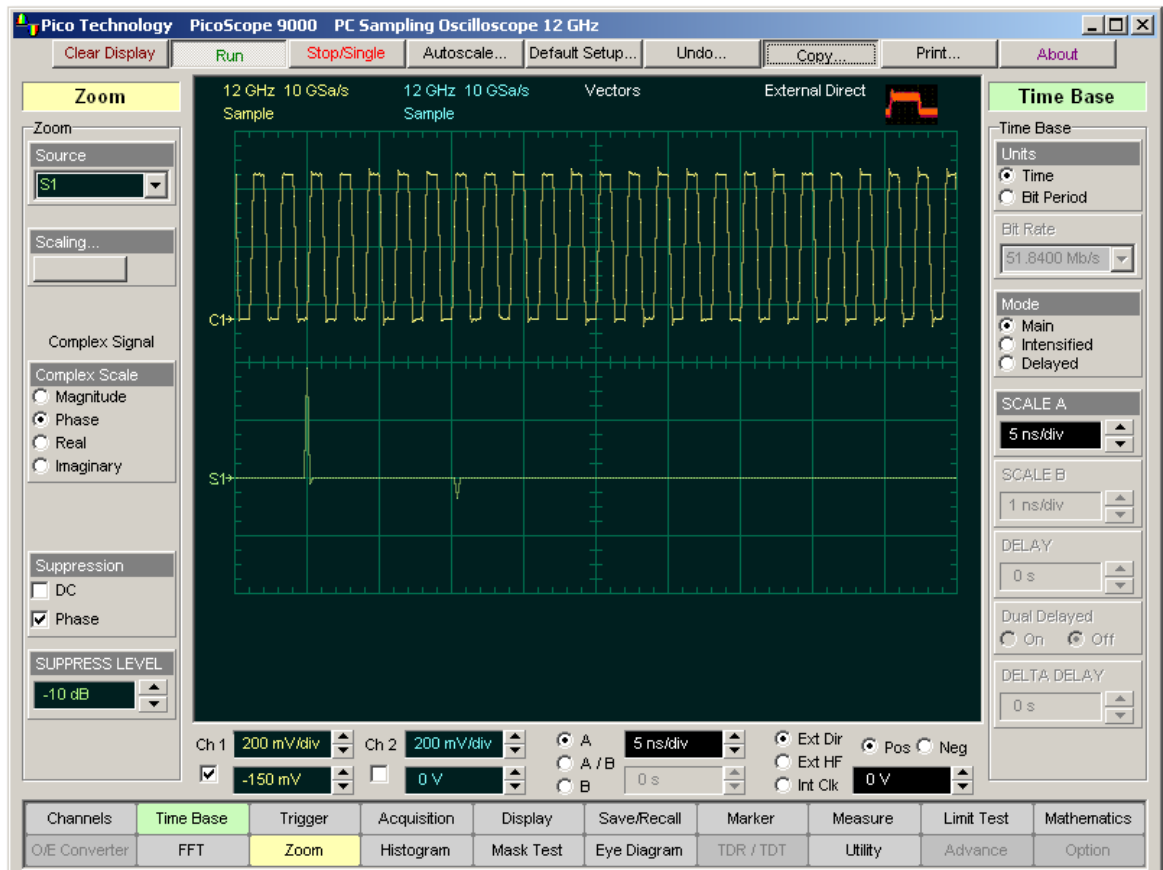 Pico Technology PicoScope 9000 PC Sampling Oscilloscope 12 GHz
Clear Display Run Stop/Single Autoscale... Default Setup... Undo... Copy... Print... About
Zoom
Zoom
Source
S1
Scaling...
Complex Signal
Complex Scale
Magnitude
Phase
Real
Imaginary
Suppression
DC
Phase
SUPPRESS LEVEL
-10 dB
12 GHz 10 GSa/s 12 GHz 10 GSa/s Vectors External Direct
Sample Sample
C1
S1
Time Base
Time Base
Units
Time
Bit Period
Bit Rate
51.8400 Mb/s
Mode
Main
Intensified
Delayed
SCALE A
5 ns/div
SCALE B
1 ns/div
DELAY
0 s
Dual Delayed
On Off
DELTA DELAY
0 s
Ch 1 200 mV/div Ch 2 200 mV/div A 5 ns/div Ext Dir Pos Neg
A / B Ext HF
-150 mV 0 V B 0 s Int Clk 0 V
Channels Time Base Trigger Acquisition Display Save/Recall Marker Measure Limit Test Mathematics
O/E Converter FFT Zoom Histogram Mask Test Eye Diagram TDR / TDT Utility Advance Option